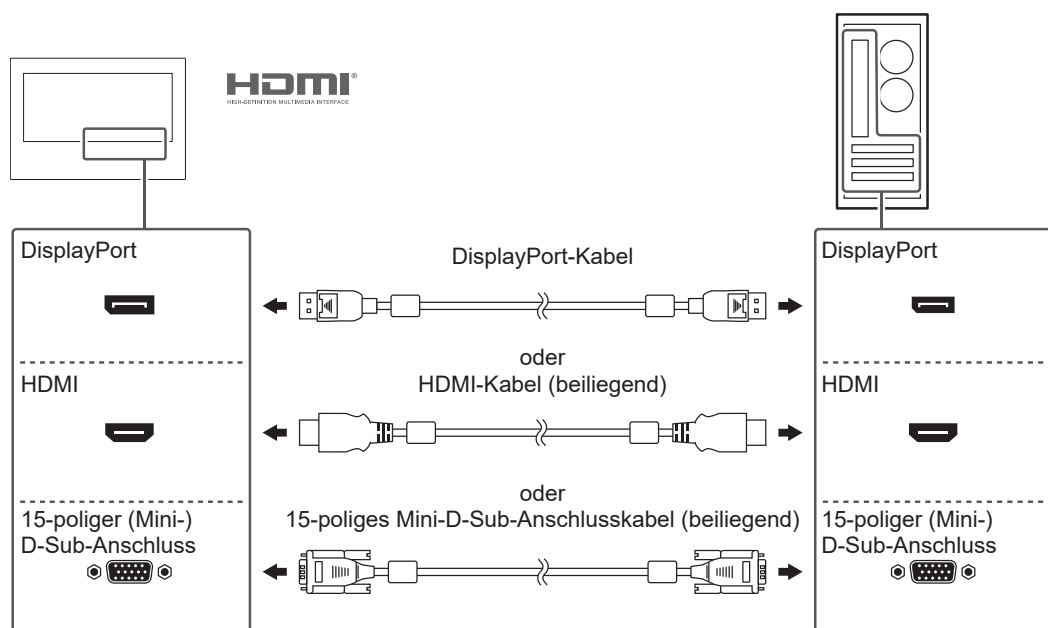 HDMI®
HIGH-DEFINITION MULTIMEDIA INTERFACE
DisplayPort
DisplayPort-Kabel
DisplayPort
oder
HDMI
HDMI-Kabel (beiliegend)
HDMI
oder
15-poliger (Mini-)
D-Sub-Anschluss
15-poliges Mini-D-Sub-Anschlusskabel (beiliegend)
15-poliger (Mini-)
D-Sub-Anschluss